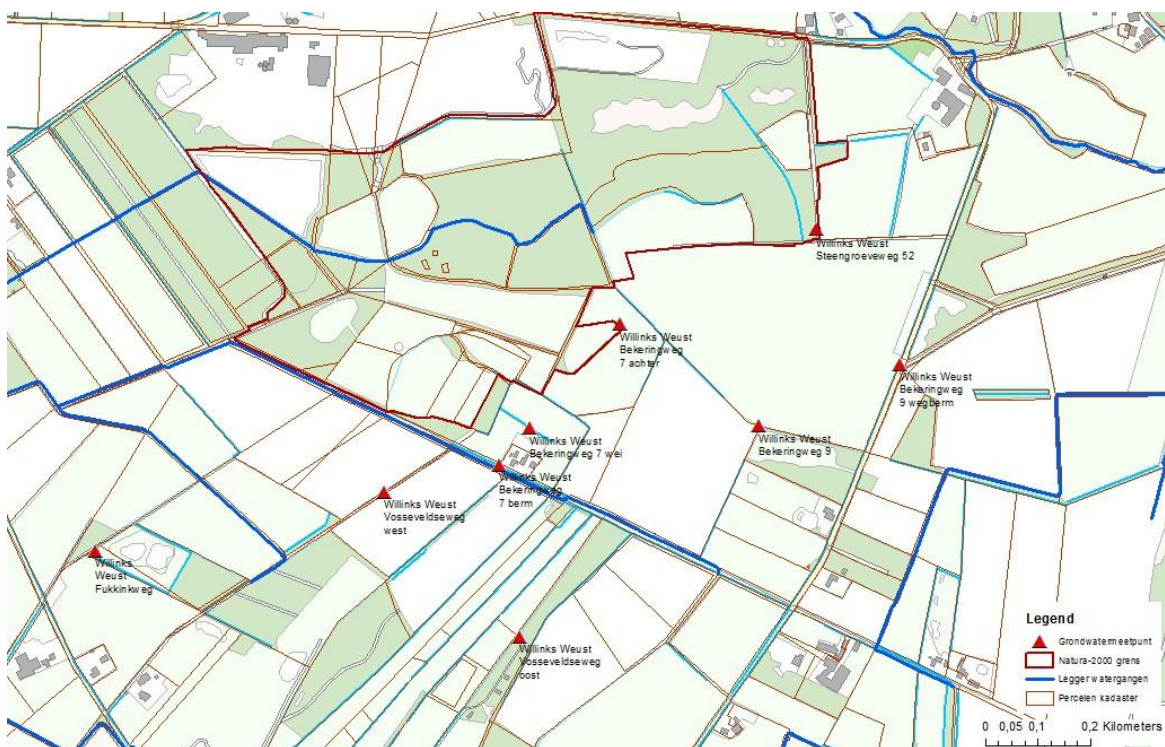 N
Willinks Weust
Steengroeveweg 52
Willinks Weust
Bekeringweg
7 achter
Willinks Weust
Bekeringweg
9 wegberm
Willinks Weust
Bekeringweg 7 wei
Willinks Weust
Bekeringweg 9
Willinks Weust
Bekeringweg
7 berm
Willinks Weust
Vosseveldseweg
west
Willinks
Weust
Fukkinkweg
Willinks Weust
Vosseveldseweg
oost
Legend
Grondwatermeetpunt
Natura-2000 grens
Legger watergangen
Percelen kadaster
0 0,05 0,1 0,2 Kilometers